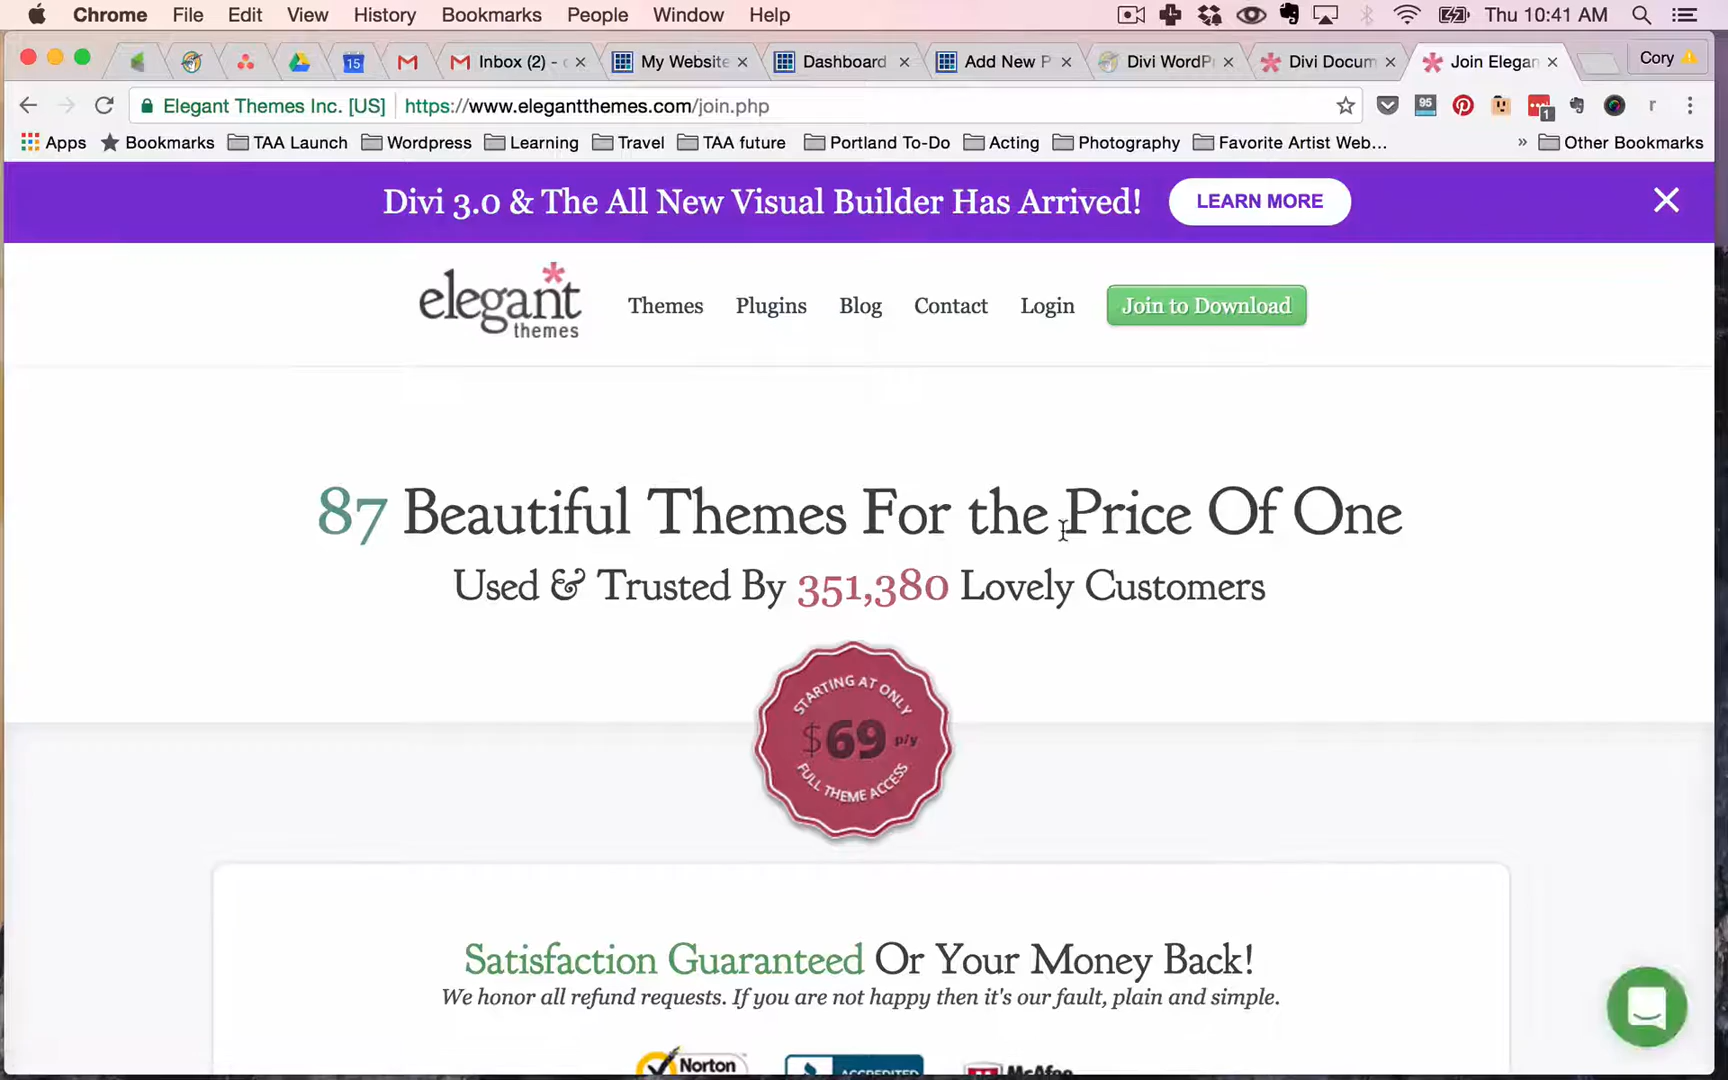 Chrome File Edit View History Bookmarks People Window Help Thu 10:41 AM
15 Inbox (2) - My Website Dashboard Add New P Divi WordP Divi Docum Join Elegan Cory
Elegant Themes Inc. [US] https://www.elegantthemes.com/join.php 95 1 r
Apps Bookmarks TAA Launch Wordpress Learning Travel TAA future Portland To-Do Acting Photography Favorite Artist Web... » Other Bookmarks
Divi 3.0 & The All New Visual Builder Has Arrived! LEARN MORE
elegant themes Themes Plugins Blog Contact Login Join to Download
87 Beautiful Themes For the Price Of One
Used & Trusted By 351,380 Lovely Customers
STARTING AT ONLY
$69 p/y
FULL THEME ACCESS
Satisfaction Guaranteed Or Your Money Back!
We honor all refund requests. If you are not happy then it's our fault, plain and simple.
Norton ACCREDITED McAfee